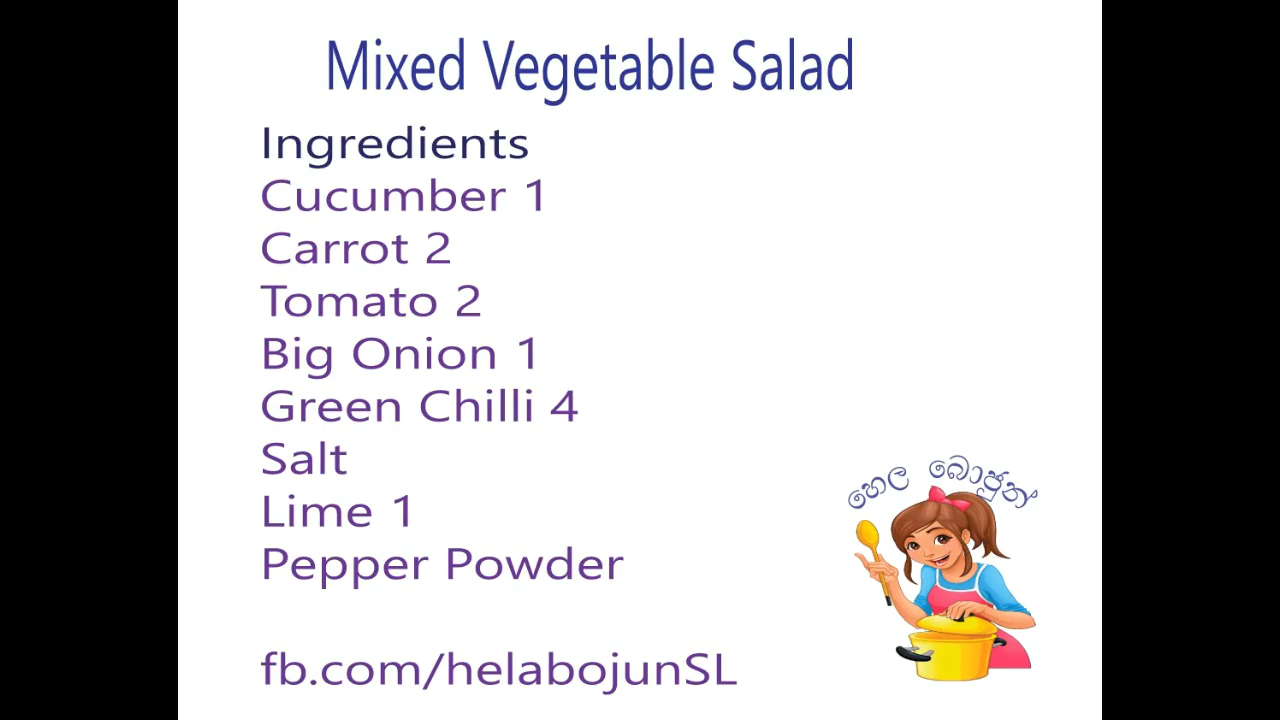 Mixed Vegetable Salad
Ingredients
Cucumber 1
Carrot 2
Tomato 2
Big Onion 1
Green Chilli 4
Salt
Lime 1
Pepper Powder
හෙල බොජුන්
fb.com/helabojunSL